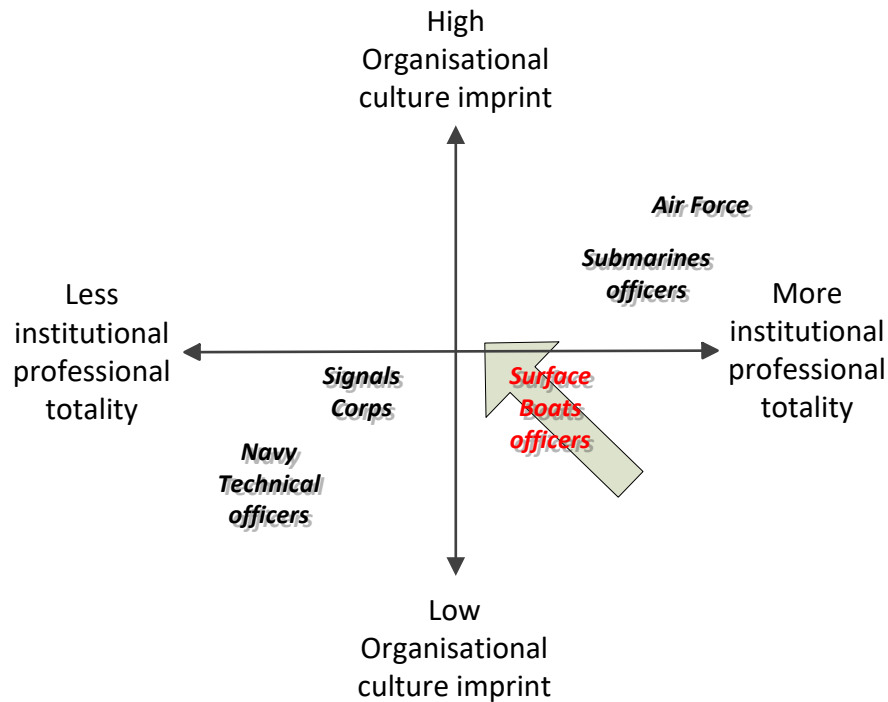 High
Organisational
culture imprint
Air Force
Submarines
officers
Less
institutional
professional
totality
More
institutional
professional
totality
Signals
Corps
Surface
Boats
officers
Navy
Technical
officers
Low
Organisational
culture imprint